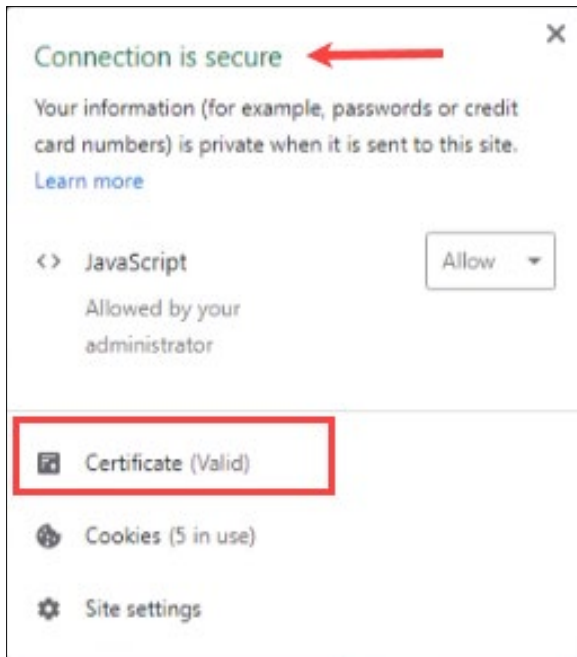 Connection is secure
Your information (for example, passwords or credit
card numbers) is private when it is sent to this site.
Learn more
JavaScript
Allow
Allowed by your
administrator
Certificate (Valid)
Cookies (5 in use)
Site settings